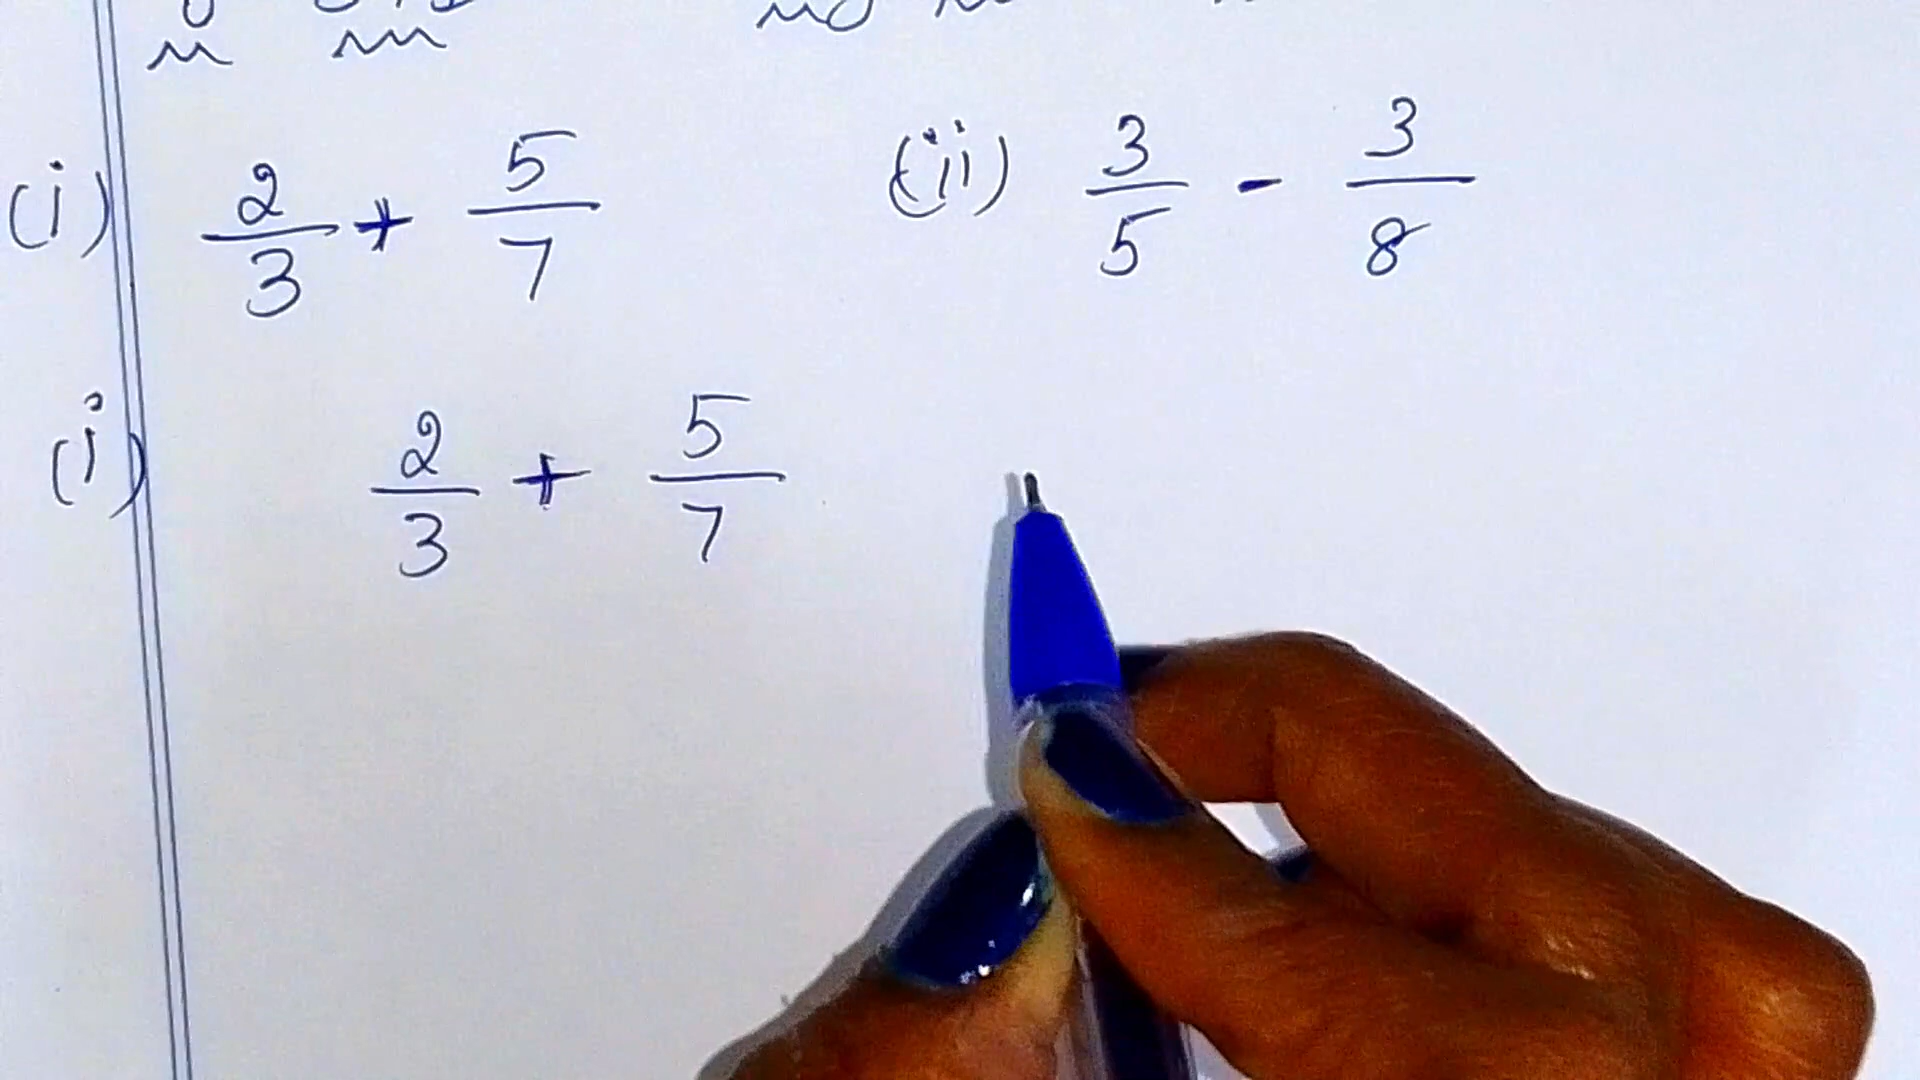 (i) 2/3 + 5/7 (ii) 3/5 - 3/8
(i) 2/3 + 5/7